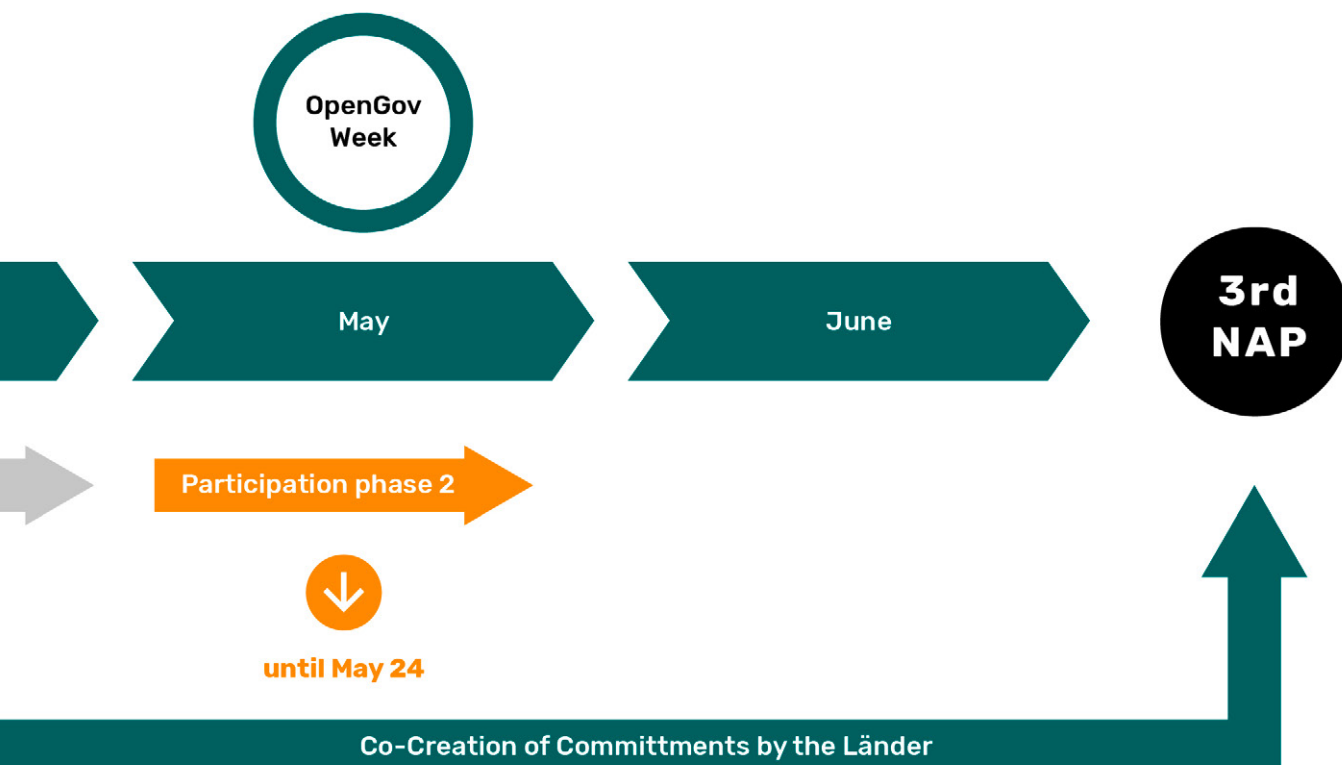 OpenGov
Week
May
June
3rd
NAP
Participation phase 2
until May 24
Co-Creation of Committments by the Länder